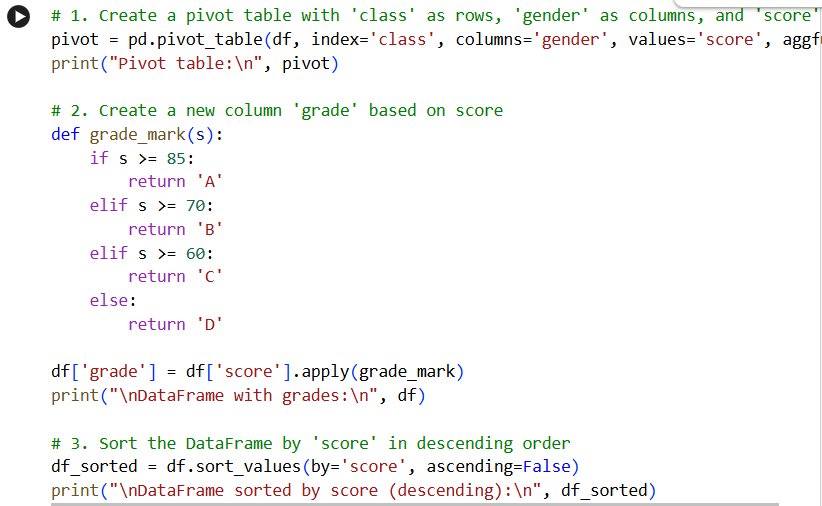 # 1. Create a pivot table with 'class' as rows, 'gender' as columns, and 'score'
pivot = pd.pivot_table(df, index='class', columns='gender', values='score',
print("Pivot table:\n", pivot)
# 2. Create a new column 'grade' based on score
def grade_mark(s):
    if s >= 85:
        return 'A'
    elif s >= 70:
        return 'B'
    elif s >= 60:
        return 'C'
    else:
        return 'D'
df['grade'] = df['score'].apply(grade_mark)
print("\nDataFrame with grades:\n", df)
# 3. Sort the DataFrame by 'score' in descending order
df_sorted = df.sort_values(by='score', ascending=False)
print("\nDataFrame sorted by score (descending):\n", df_sorted)